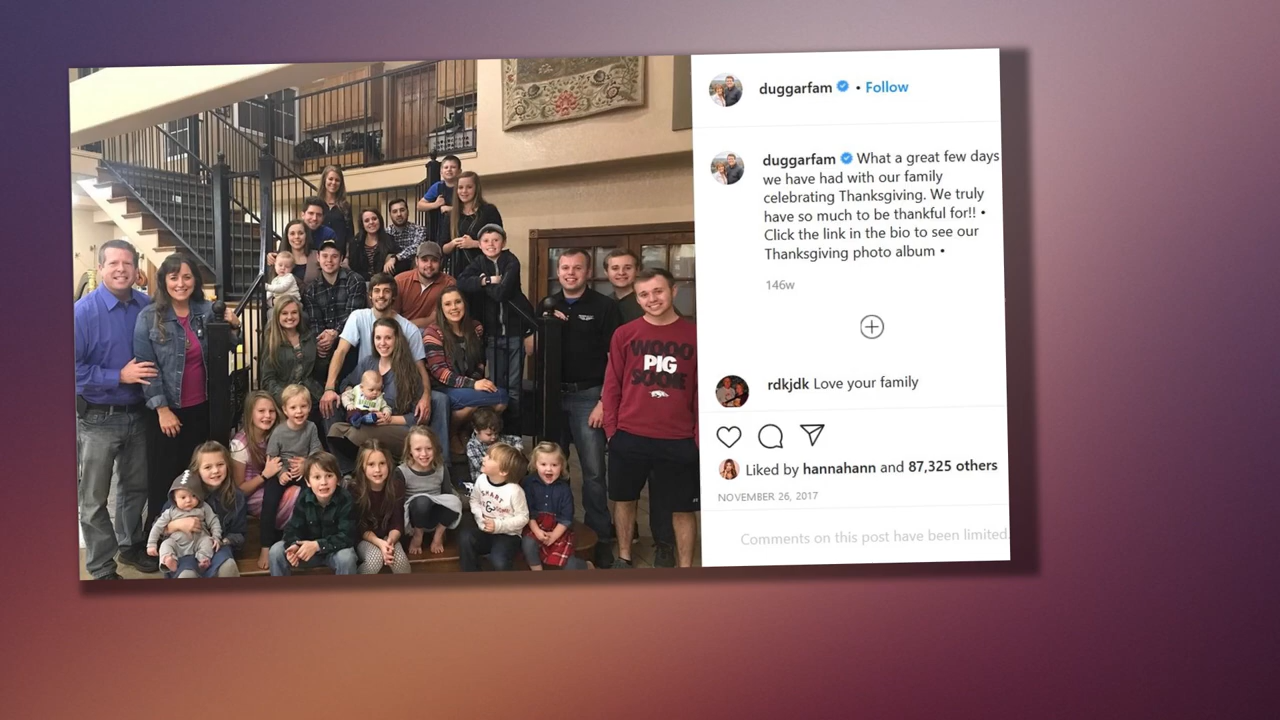 duggarfam • Follow
duggarfam What a great few days
we have had with our family
celebrating Thanksgiving. We truly
have so much to be thankful for!! •
Click the link in the bio to see our
Thanksgiving photo album •
146w
rdkjdk Love your family
Liked by hannahann and 87,325 others
NOVEMBER 26, 2017
Comments on this post have been limited.
WOOO
PIG
SOOIE
SMART
&